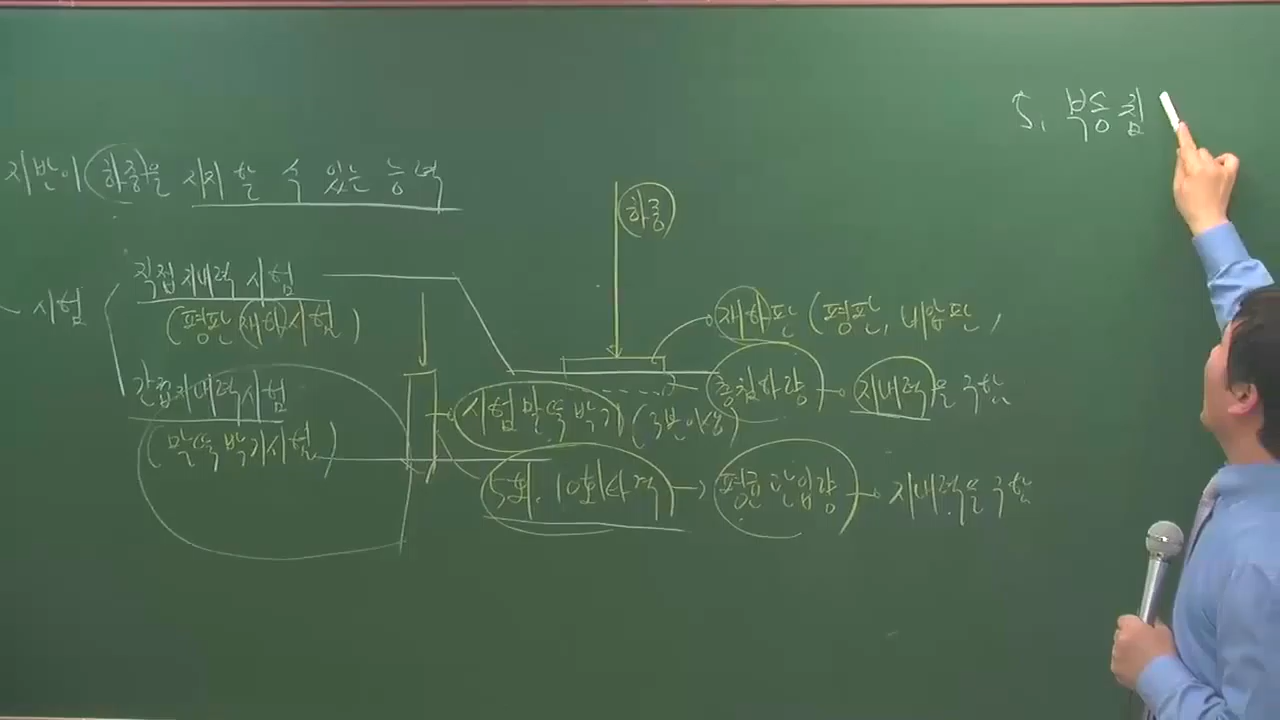 5. 부동침
지반이 하중을 지지할 수 있는 능력
하중
직접지내력 시험
시험
(평판재하시험)
재하판 (평판, 내압판,
간접지내력시험
총침하량 → 지내력을 구함
시험말뚝박기 (3번이상)
(말뚝박기시험)
5회, 10회타격 → 평균관입량 → 지내력을 구함